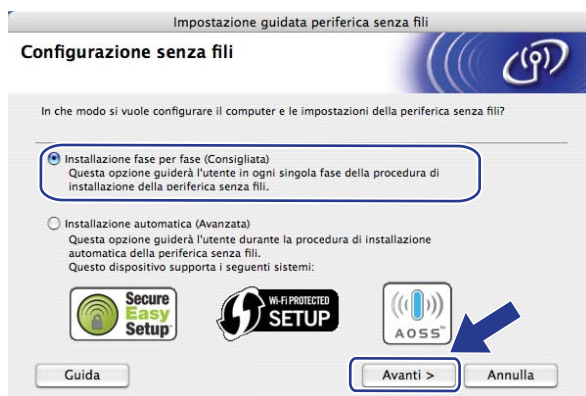 Impostazione guidata periferica senza fili
Configurazione senza fili
In che modo si vuole configurare il computer e le impostazioni della periferica senza fili?
Installazione fase per fase (Consigliata)
Questa opzione guiderà l'utente in ogni singola fase della procedura di
installazione della periferica senza fili.
Installazione automatica (Avanzata)
Questa opzione guiderà l'utente durante la procedura di installazione
automatica della periferica senza fili.
Questo dispositivo supporta i seguenti sistemi:
Secure
Easy
Setup™
Wi-Fi PROTECTED
SETUP
AOSS™
Guida
Avanti >
Annulla